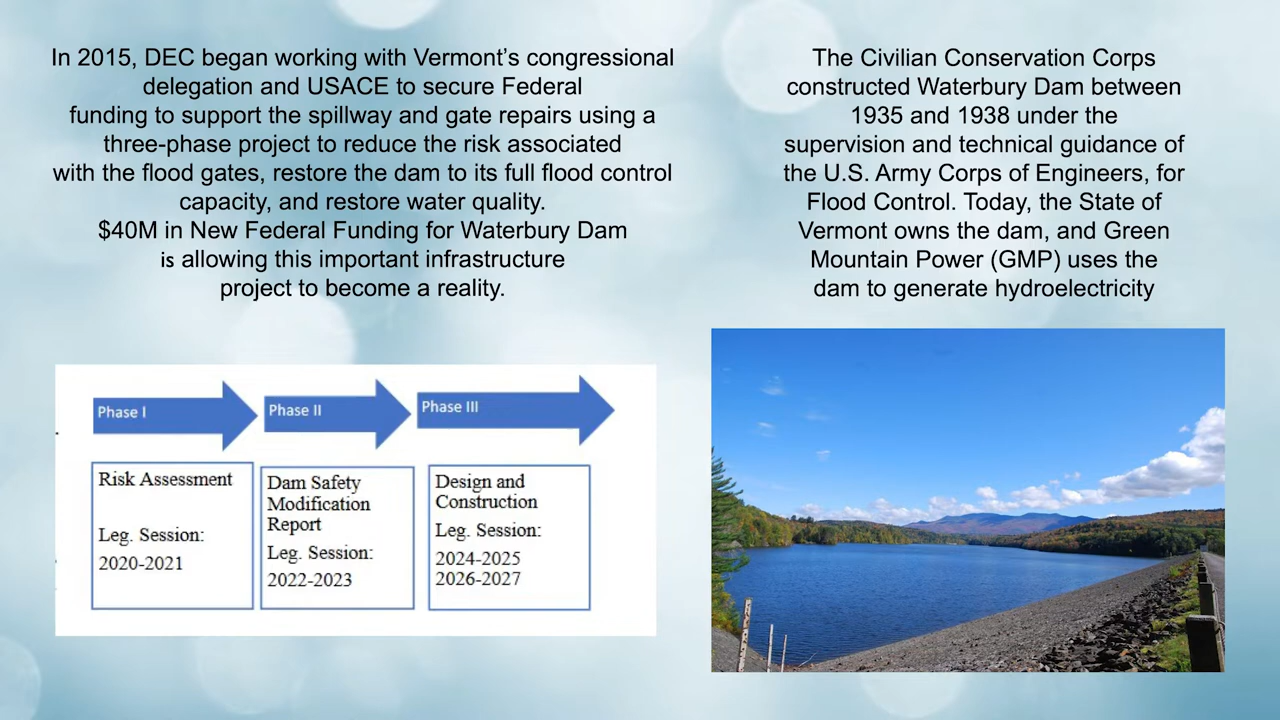 In 2015, DEC began working with Vermont’s congressional
delegation and USACE to secure Federal
funding to support the spillway and gate repairs using a
three-phase project to reduce the risk associated
with the flood gates, restore the dam to its full flood control
capacity, and restore water quality.
$40M in New Federal Funding for Waterbury Dam
is allowing this important infrastructure
project to become a reality.
The Civilian Conservation Corps
constructed Waterbury Dam between
1935 and 1938 under the
supervision and technical guidance of
the U.S. Army Corps of Engineers, for
Flood Control. Today, the State of
Vermont owns the dam, and Green
Mountain Power (GMP) uses the
dam to generate hydroelectricity
Phase I
Phase II
Phase III
Risk Assessment
Leg. Session:
2020-2021
Dam Safety
Modification
Report
Leg. Session:
2022-2023
Design and
Construction
Leg. Session:
2024-2025
2026-2027